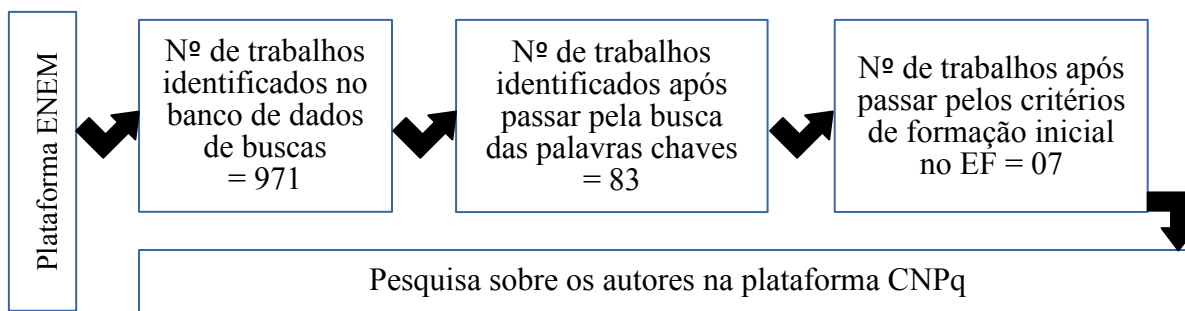 Plataforma ENEM
Nº de trabalhos
identificados no
banco de dados
de buscas
= 971
Nº de trabalhos
identificados após
passar pela busca
das palavras chaves
= 83
Nº de trabalhos após
passar pelos critérios
de formação inicial
no EF = 07
Pesquisa sobre os autores na plataforma CNPq